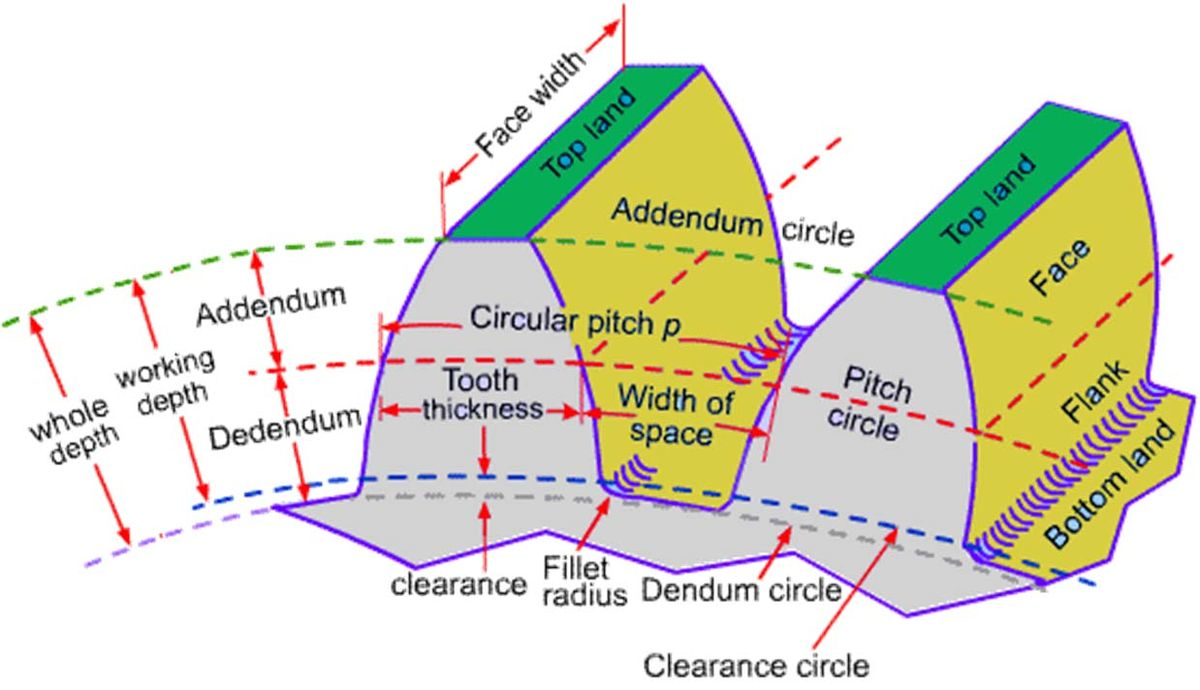 Face width
Top land
Top land
Addendum circle
Face
Addendum
Circular pitch p
working
depth
whole
depth
Tooth
thickness
Pitch
circle
Width of
space
Flank
Dedendum
Bottom land
clearance
Fillet
radius
Dendum circle
Clearance circle